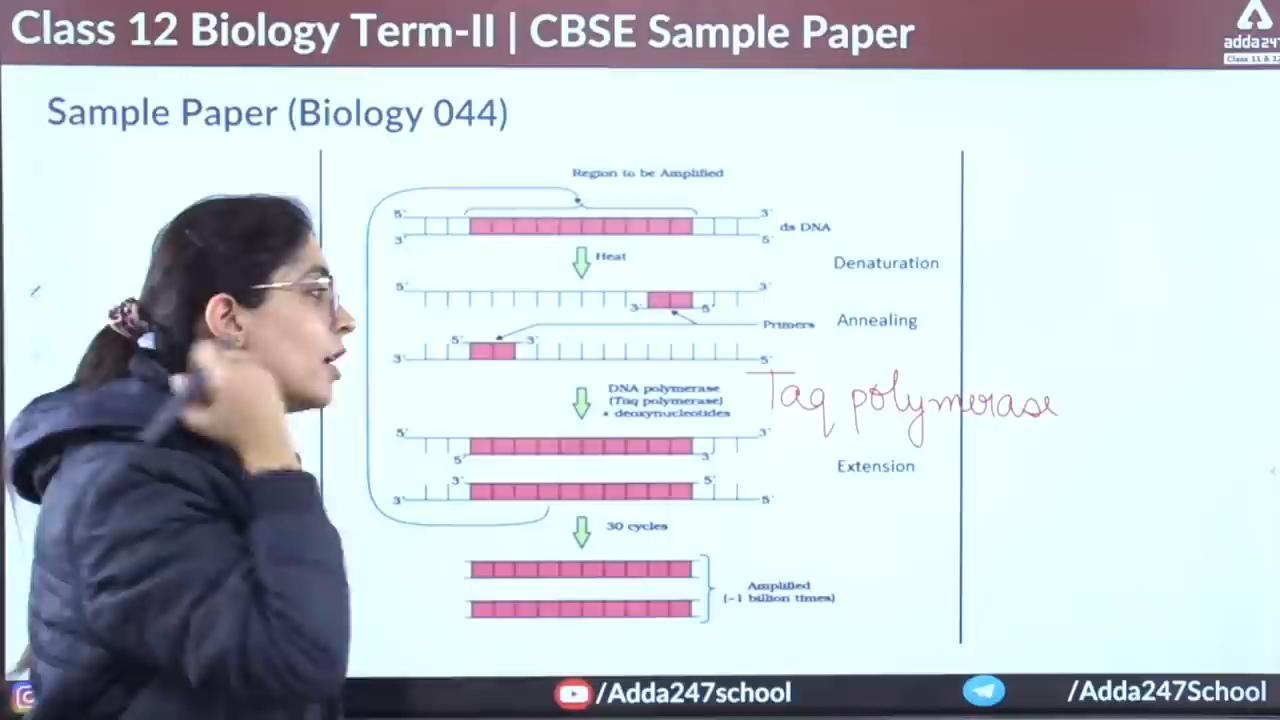 Class 12 Biology Term-II | CBSE Sample Paper
adda247
Class 11 & 12
Sample Paper (Biology 044)
Region to be Amplified
5' 3'
ds DNA
3' 5'
Heat
Denaturation
5' 3'
3' 5'
Primers
Annealing
5' 3'
3' 5'
DNA polymerase
(Taq polymerase)
+ deoxynucleotides
Taq polymerase
5' 3'
5' 3'
Extension
3' 5'
3' 5'
30 cycles
Amplified
(~1 billion times)
/Adda247school
/Adda247School